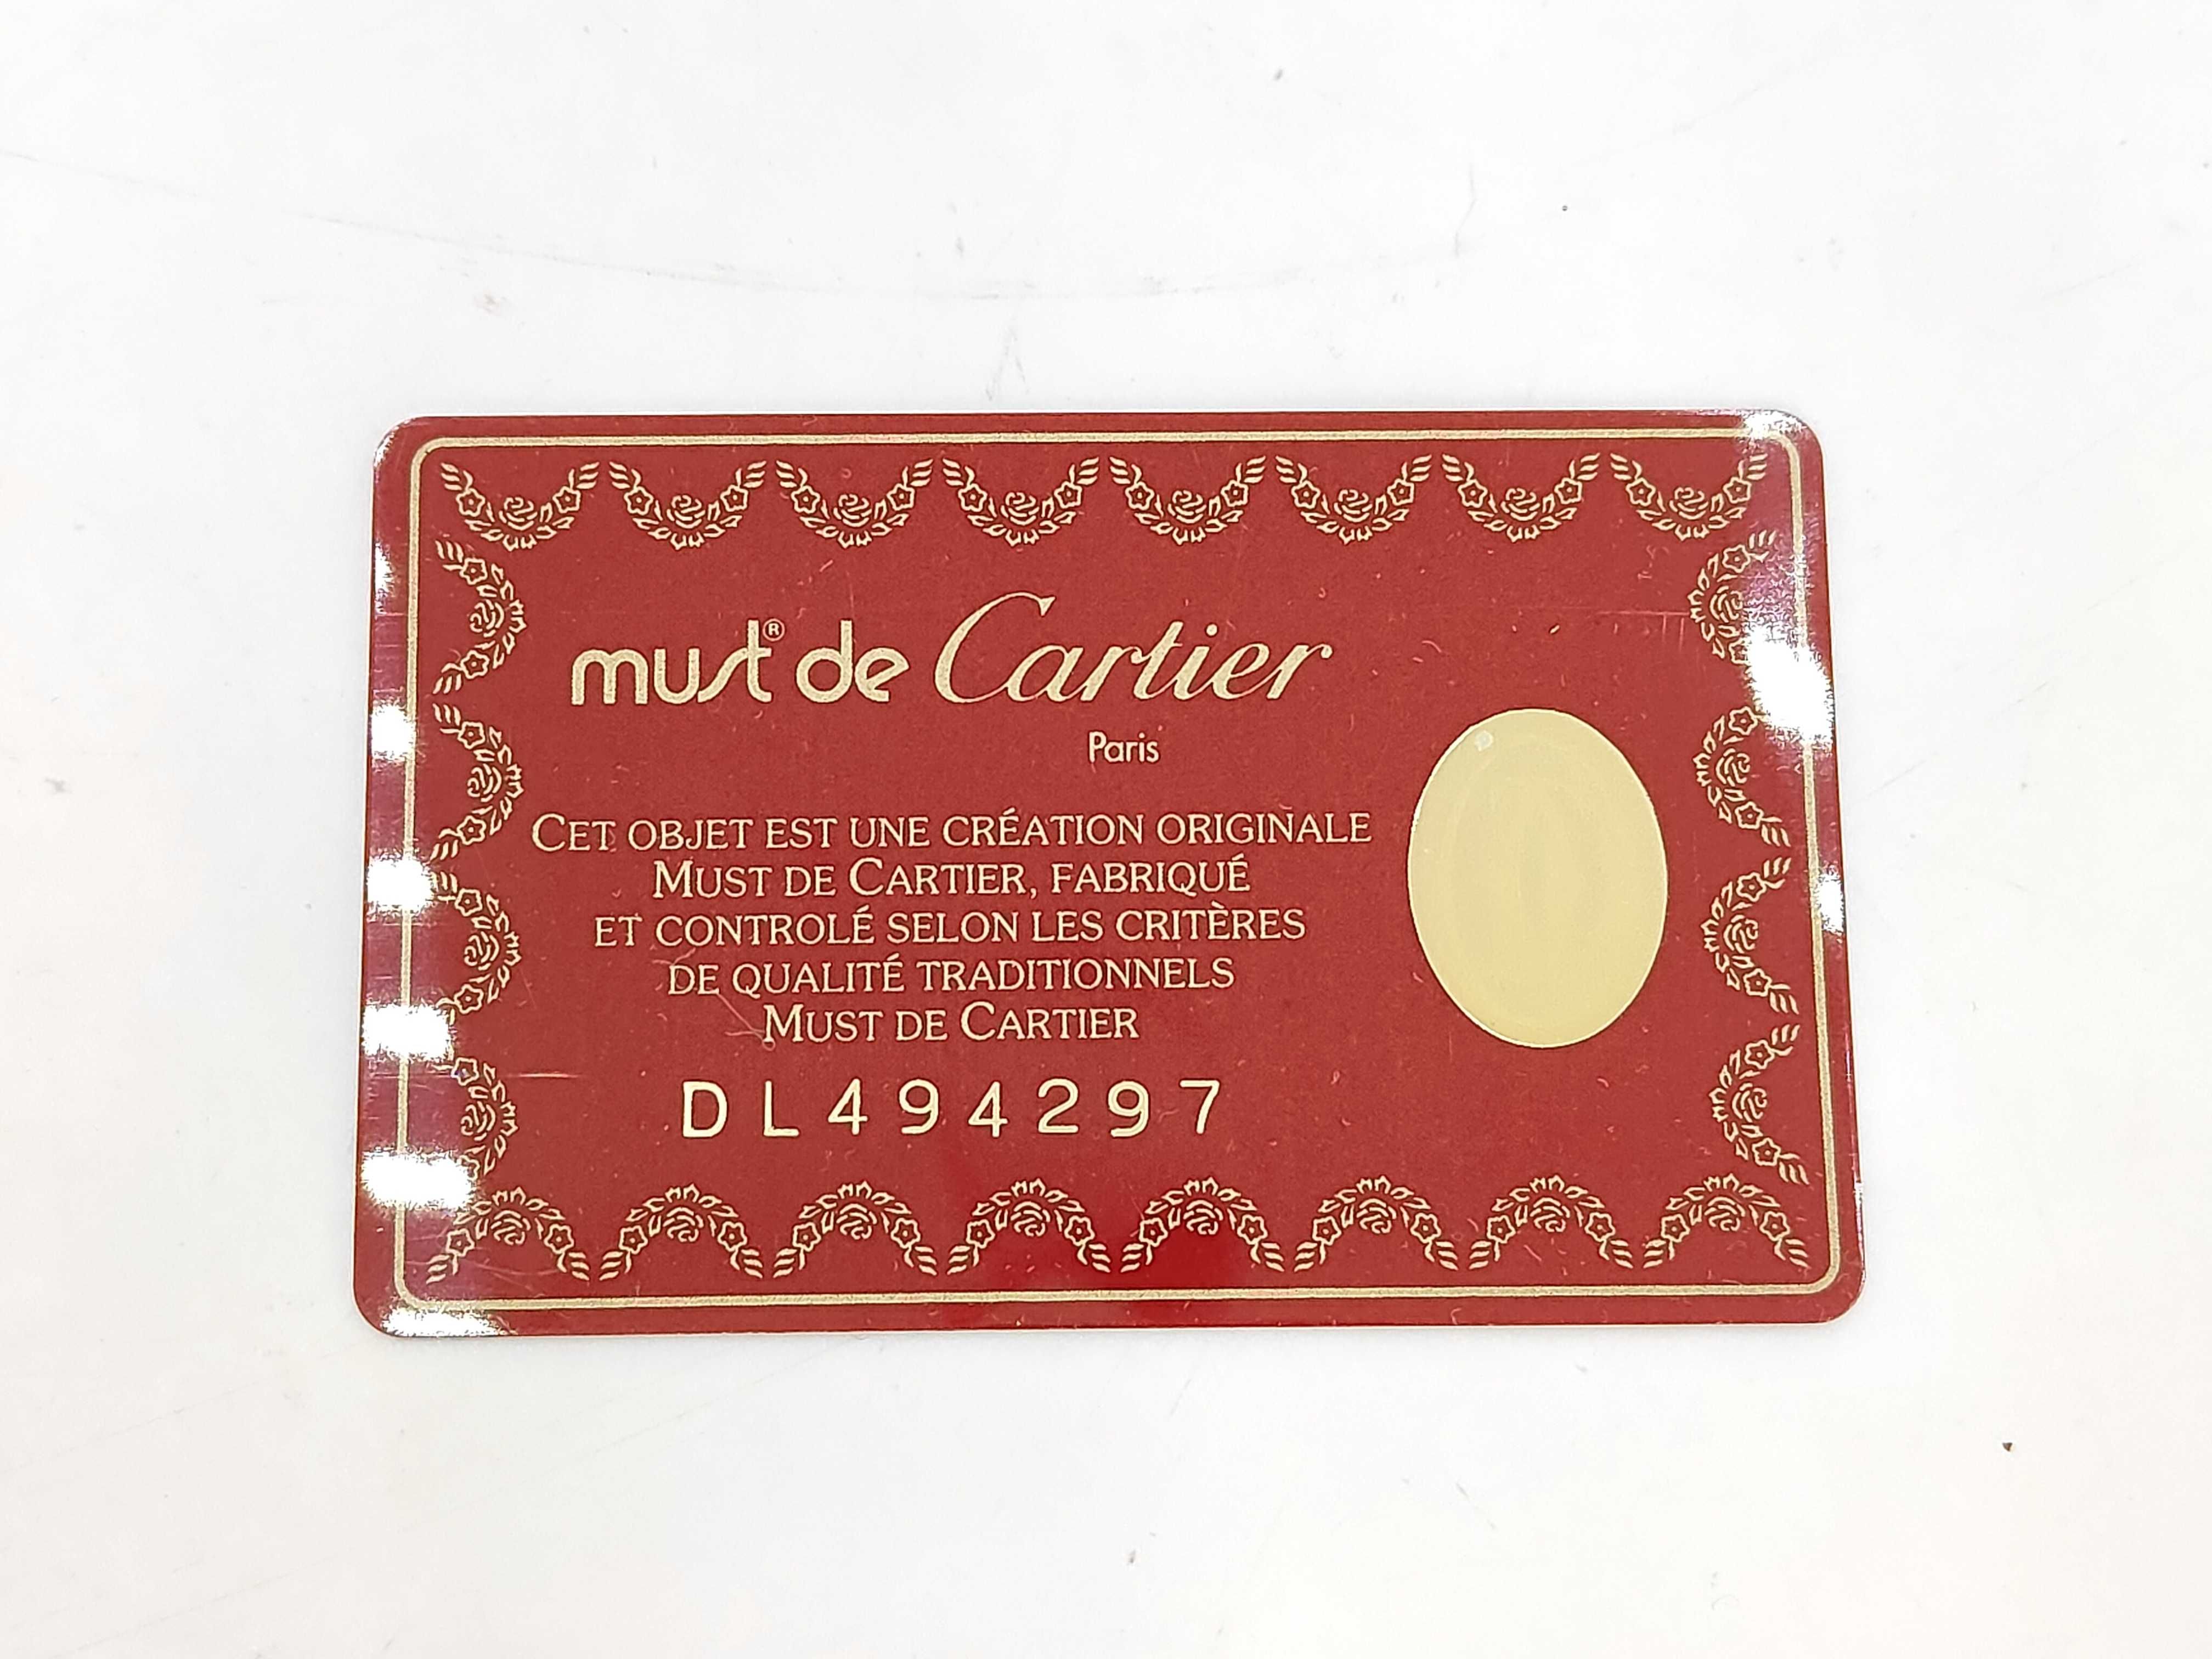 must® de Cartier
Paris
CET OBJET EST UNE CRÉATION ORIGINALE
MUST DE CARTIER, FABRIQUÉ
ET CONTROLÉ SELON LES CRITÈRES
DE QUALITÉ TRADITIONNELS
MUST DE CARTIER
DL494297